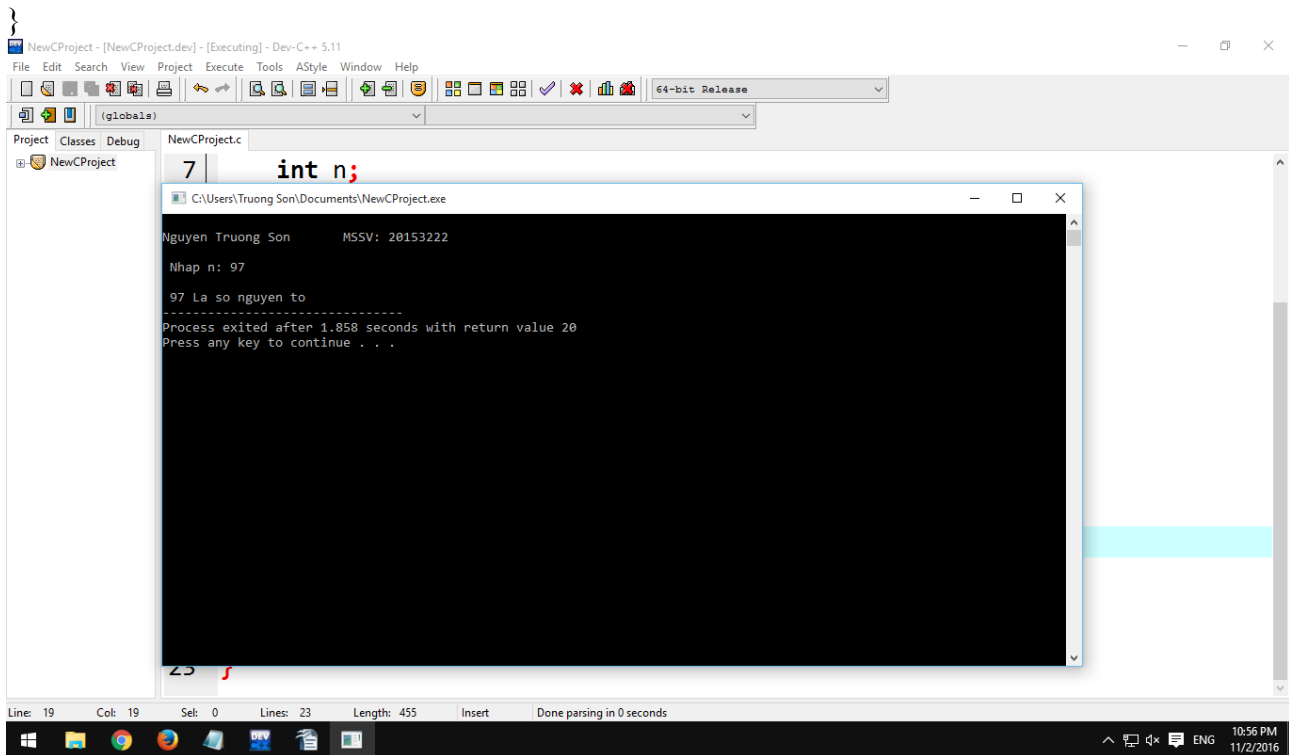 }
NewCProject - [NewCProject.dev] - [Executing] - Dev-C++ 5.11
File Edit Search View Project Execute Tools AStyle Window Help
64-bit Release
(globals)
Project Classes Debug NewCProject.c
NewCProject
7 int n;
C:\Users\Truong Son\Documents\NewCProject.exe
Nguyen Truong Son MSSV: 20153222
Nhap n: 97
97 La so nguyen to
--------------------------------
Process exited after 1.858 seconds with return value 20
Press any key to continue . . .
23 }
Line: 19 Col: 19 Sel: 0 Lines: 23 Length: 455 Insert Done parsing in 0 seconds
DEV
ENG
10:56 PM
11/2/2016